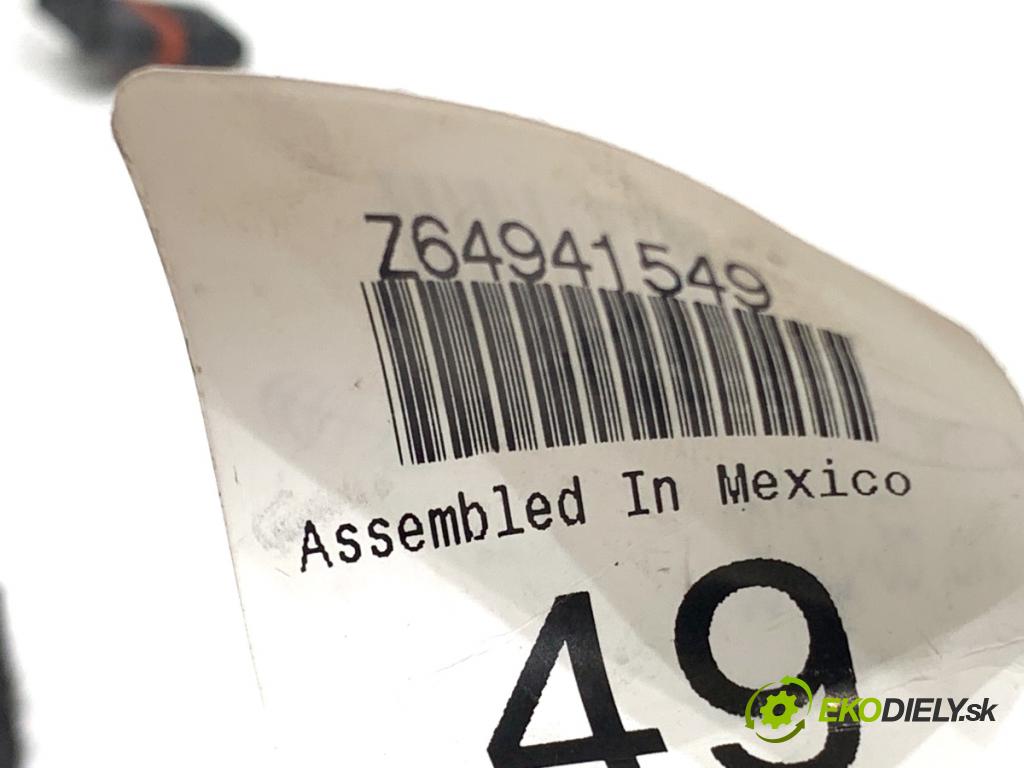 Z64941549
Assembled In Mexico
49
EKODIELY.sk